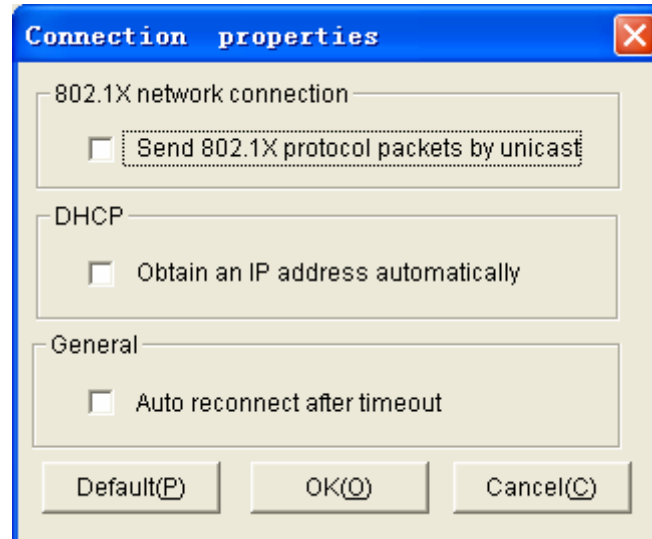 Connection properties
802.1X network connection
Send 802.1X protocol packets by unicast
DHCP
Obtain an IP address automatically
General
Auto reconnect after timeout
Default(P) OK(O) Cancel(C)